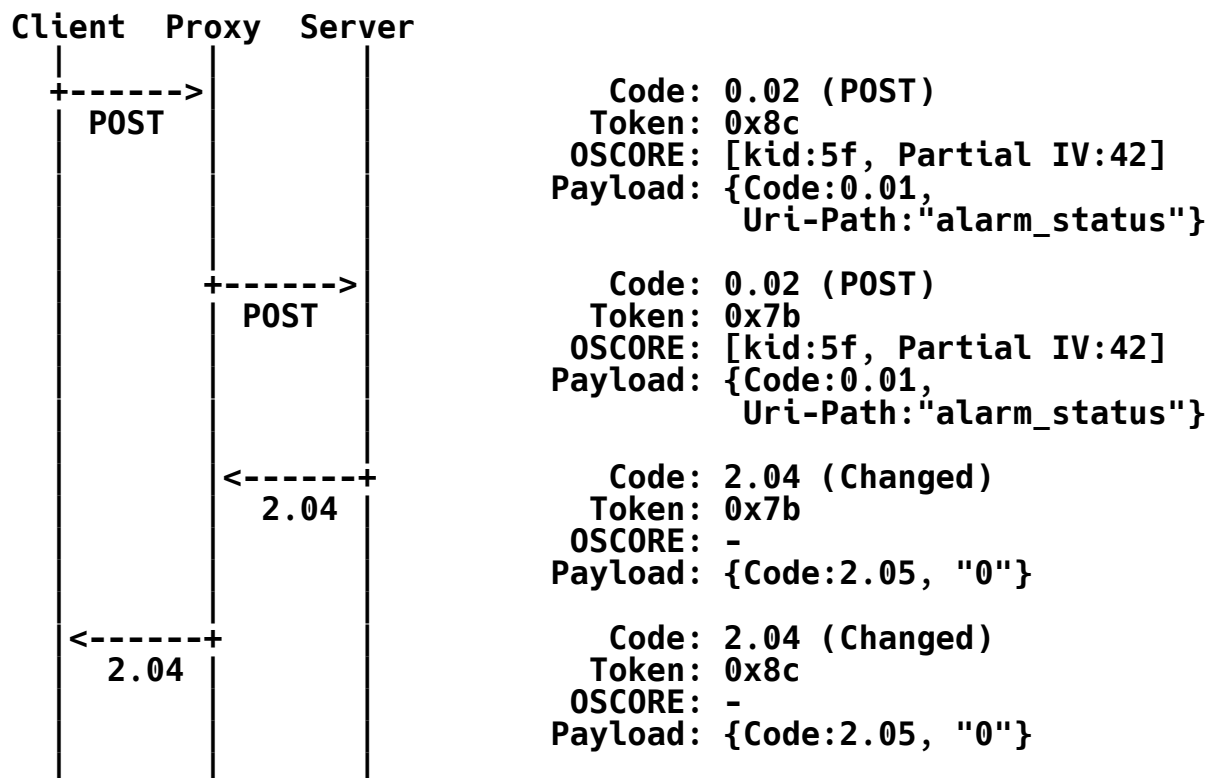 Client  Proxy  Server
  |       |       |
  +------>|       |            Code: 0.02 (POST)
  | POST  |       |           Token: 0x8c
  |       |       |          OSCORE: [kid:5f, Partial IV:42]
  |       |       |         Payload: {Code:0.01,
  |       |       |                   Uri-Path:"alarm_status"}
  |       |       |
  |       +------>|            Code: 0.02 (POST)
  |       | POST  |           Token: 0x7b
  |       |       |          OSCORE: [kid:5f, Partial IV:42]
  |       |       |         Payload: {Code:0.01,
  |       |       |                   Uri-Path:"alarm_status"}
  |       |       |
  |       |<------+            Code: 2.04 (Changed)
  |       |  2.04 |           Token: 0x7b
  |       |       |          OSCORE: -
  |       |       |         Payload: {Code:2.05, "0"}
  |       |       |
  |<------+       |            Code: 2.04 (Changed)
  |  2.04 |       |           Token: 0x8c
  |       |       |          OSCORE: -
  |       |       |         Payload: {Code:2.05, "0"}
  |       |       |